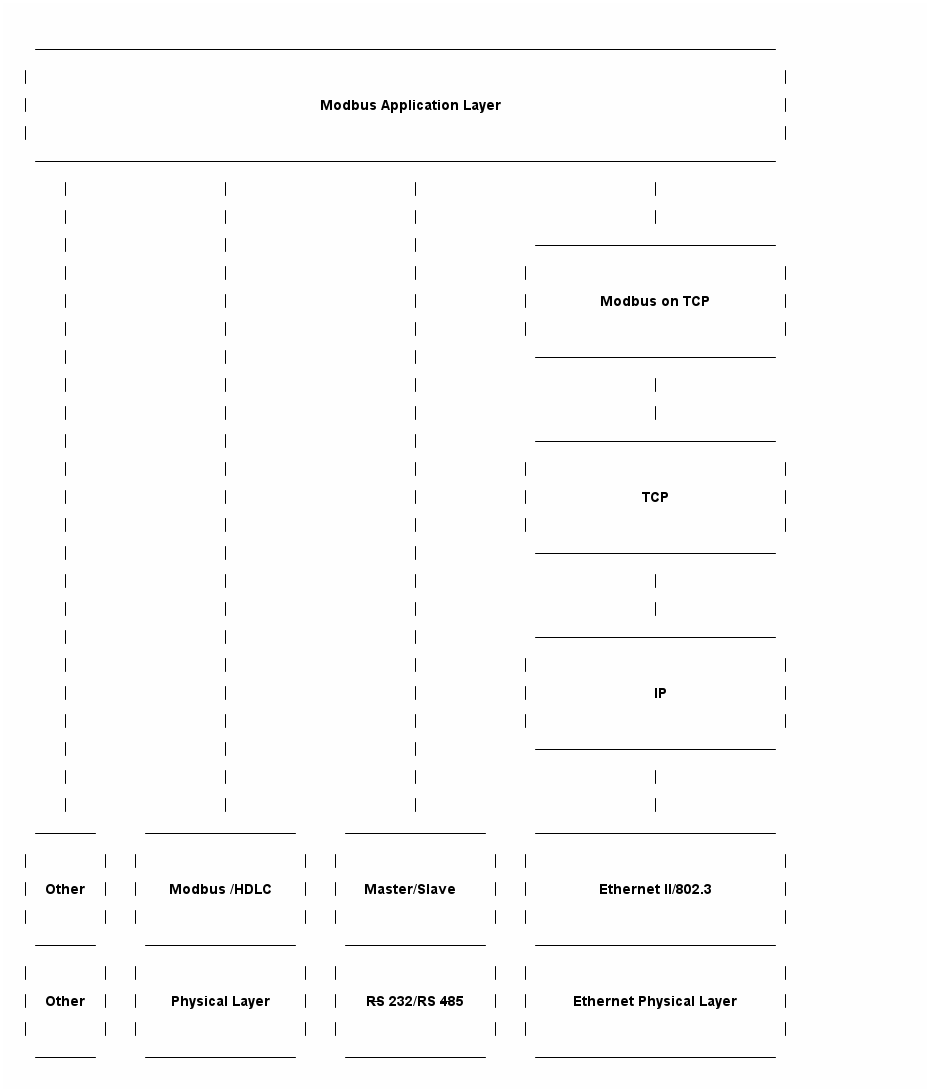 Modbus Application Layer
Modbus on TCP
TCP
IP
Other Modbus /HDLC Master/Slave Ethernet II/802.3
Other Physical Layer RS 232/RS 485 Ethernet Physical Layer